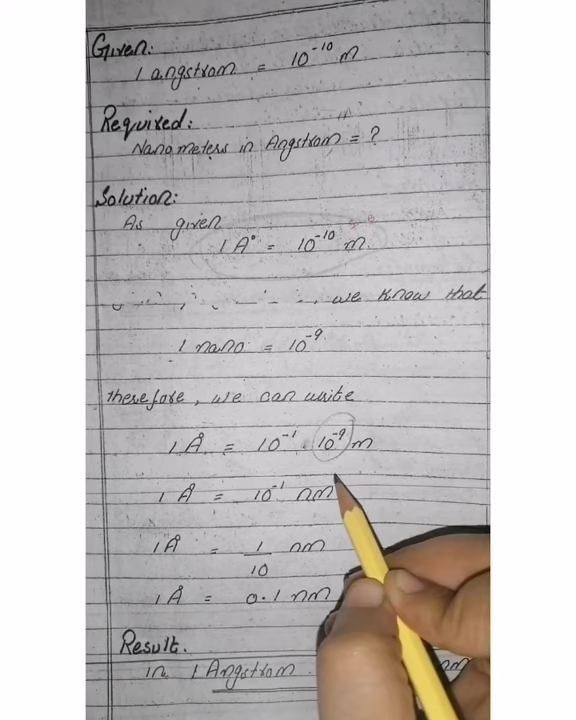 Given:
1 angstrom = 10⁻¹⁰ m
Required:
Nanometers in Angstrom = ?
Solution:
As given
1 A° = 10⁻¹⁰ m.
we know that
1 nano = 10⁻⁹
therefore, we can write
1 Å = 10⁻¹ · 10⁻⁹ m
1 Å = 10⁻¹ nm
1 Å = 1/10 nm
1 Å = 0.1 nm
Result.
in 1 Angstrom nm